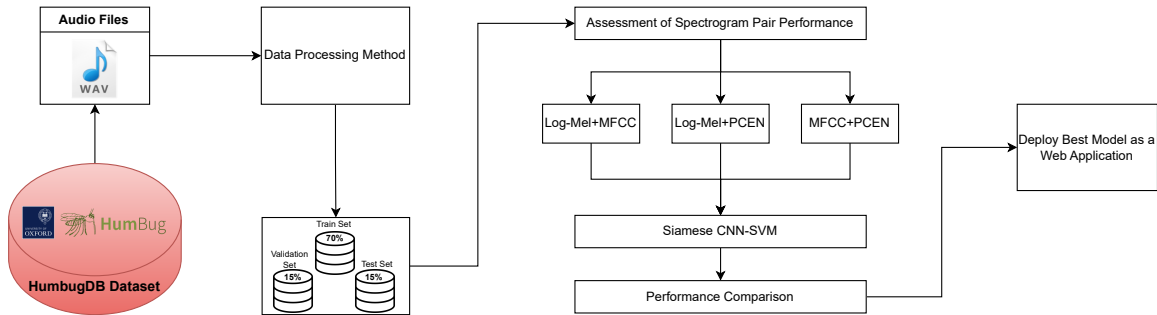 Audio Files
WAV
UNIVERSITY OF
OXFORD
HumBug
HumbugDB Dataset
Data Processing Method
Train Set
70%
Validation
Set
15%
Test Set
15%
Assessment of Spectrogram Pair Performance
Log-Mel+MFCC
Log-Mel+PCEN
MFCC+PCEN
Siamese CNN-SVM
Performance Comparison
Deploy Best Model as a
Web Application